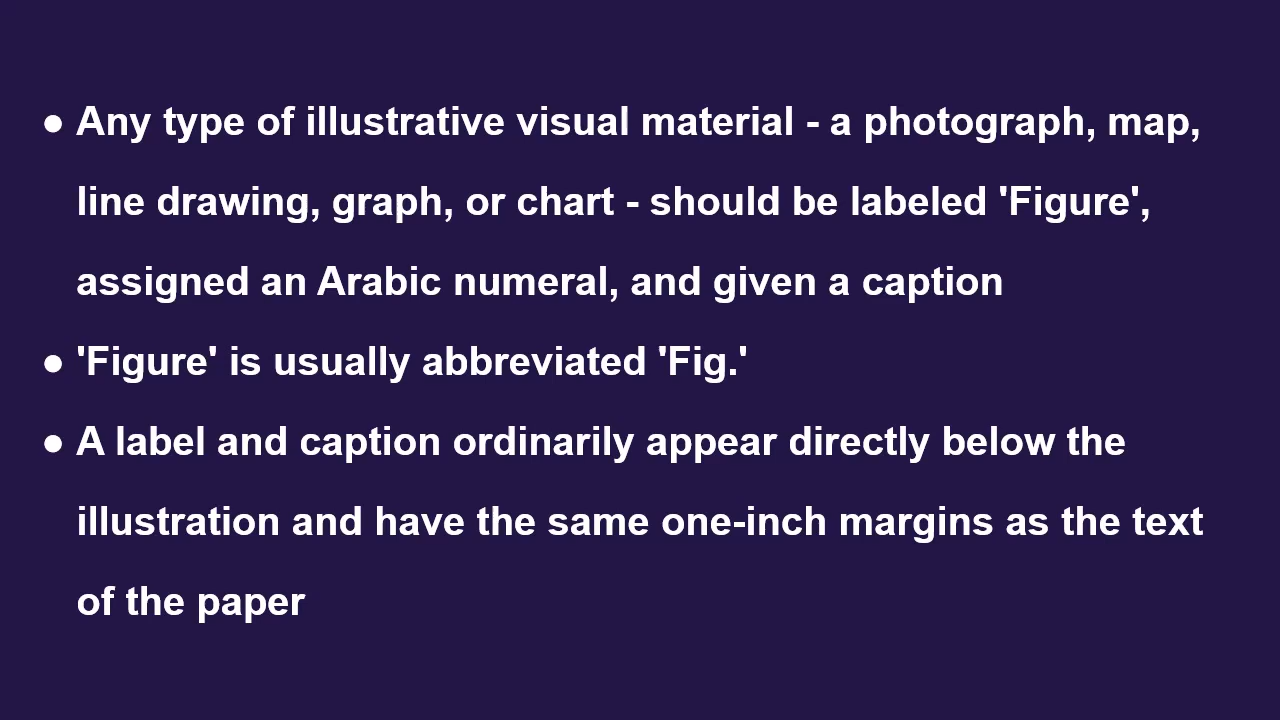 ● Any type of illustrative visual material - a photograph, map,
line drawing, graph, or chart - should be labeled 'Figure',
assigned an Arabic numeral, and given a caption
● 'Figure' is usually abbreviated 'Fig.'
● A label and caption ordinarily appear directly below the
illustration and have the same one-inch margins as the text
of the paper